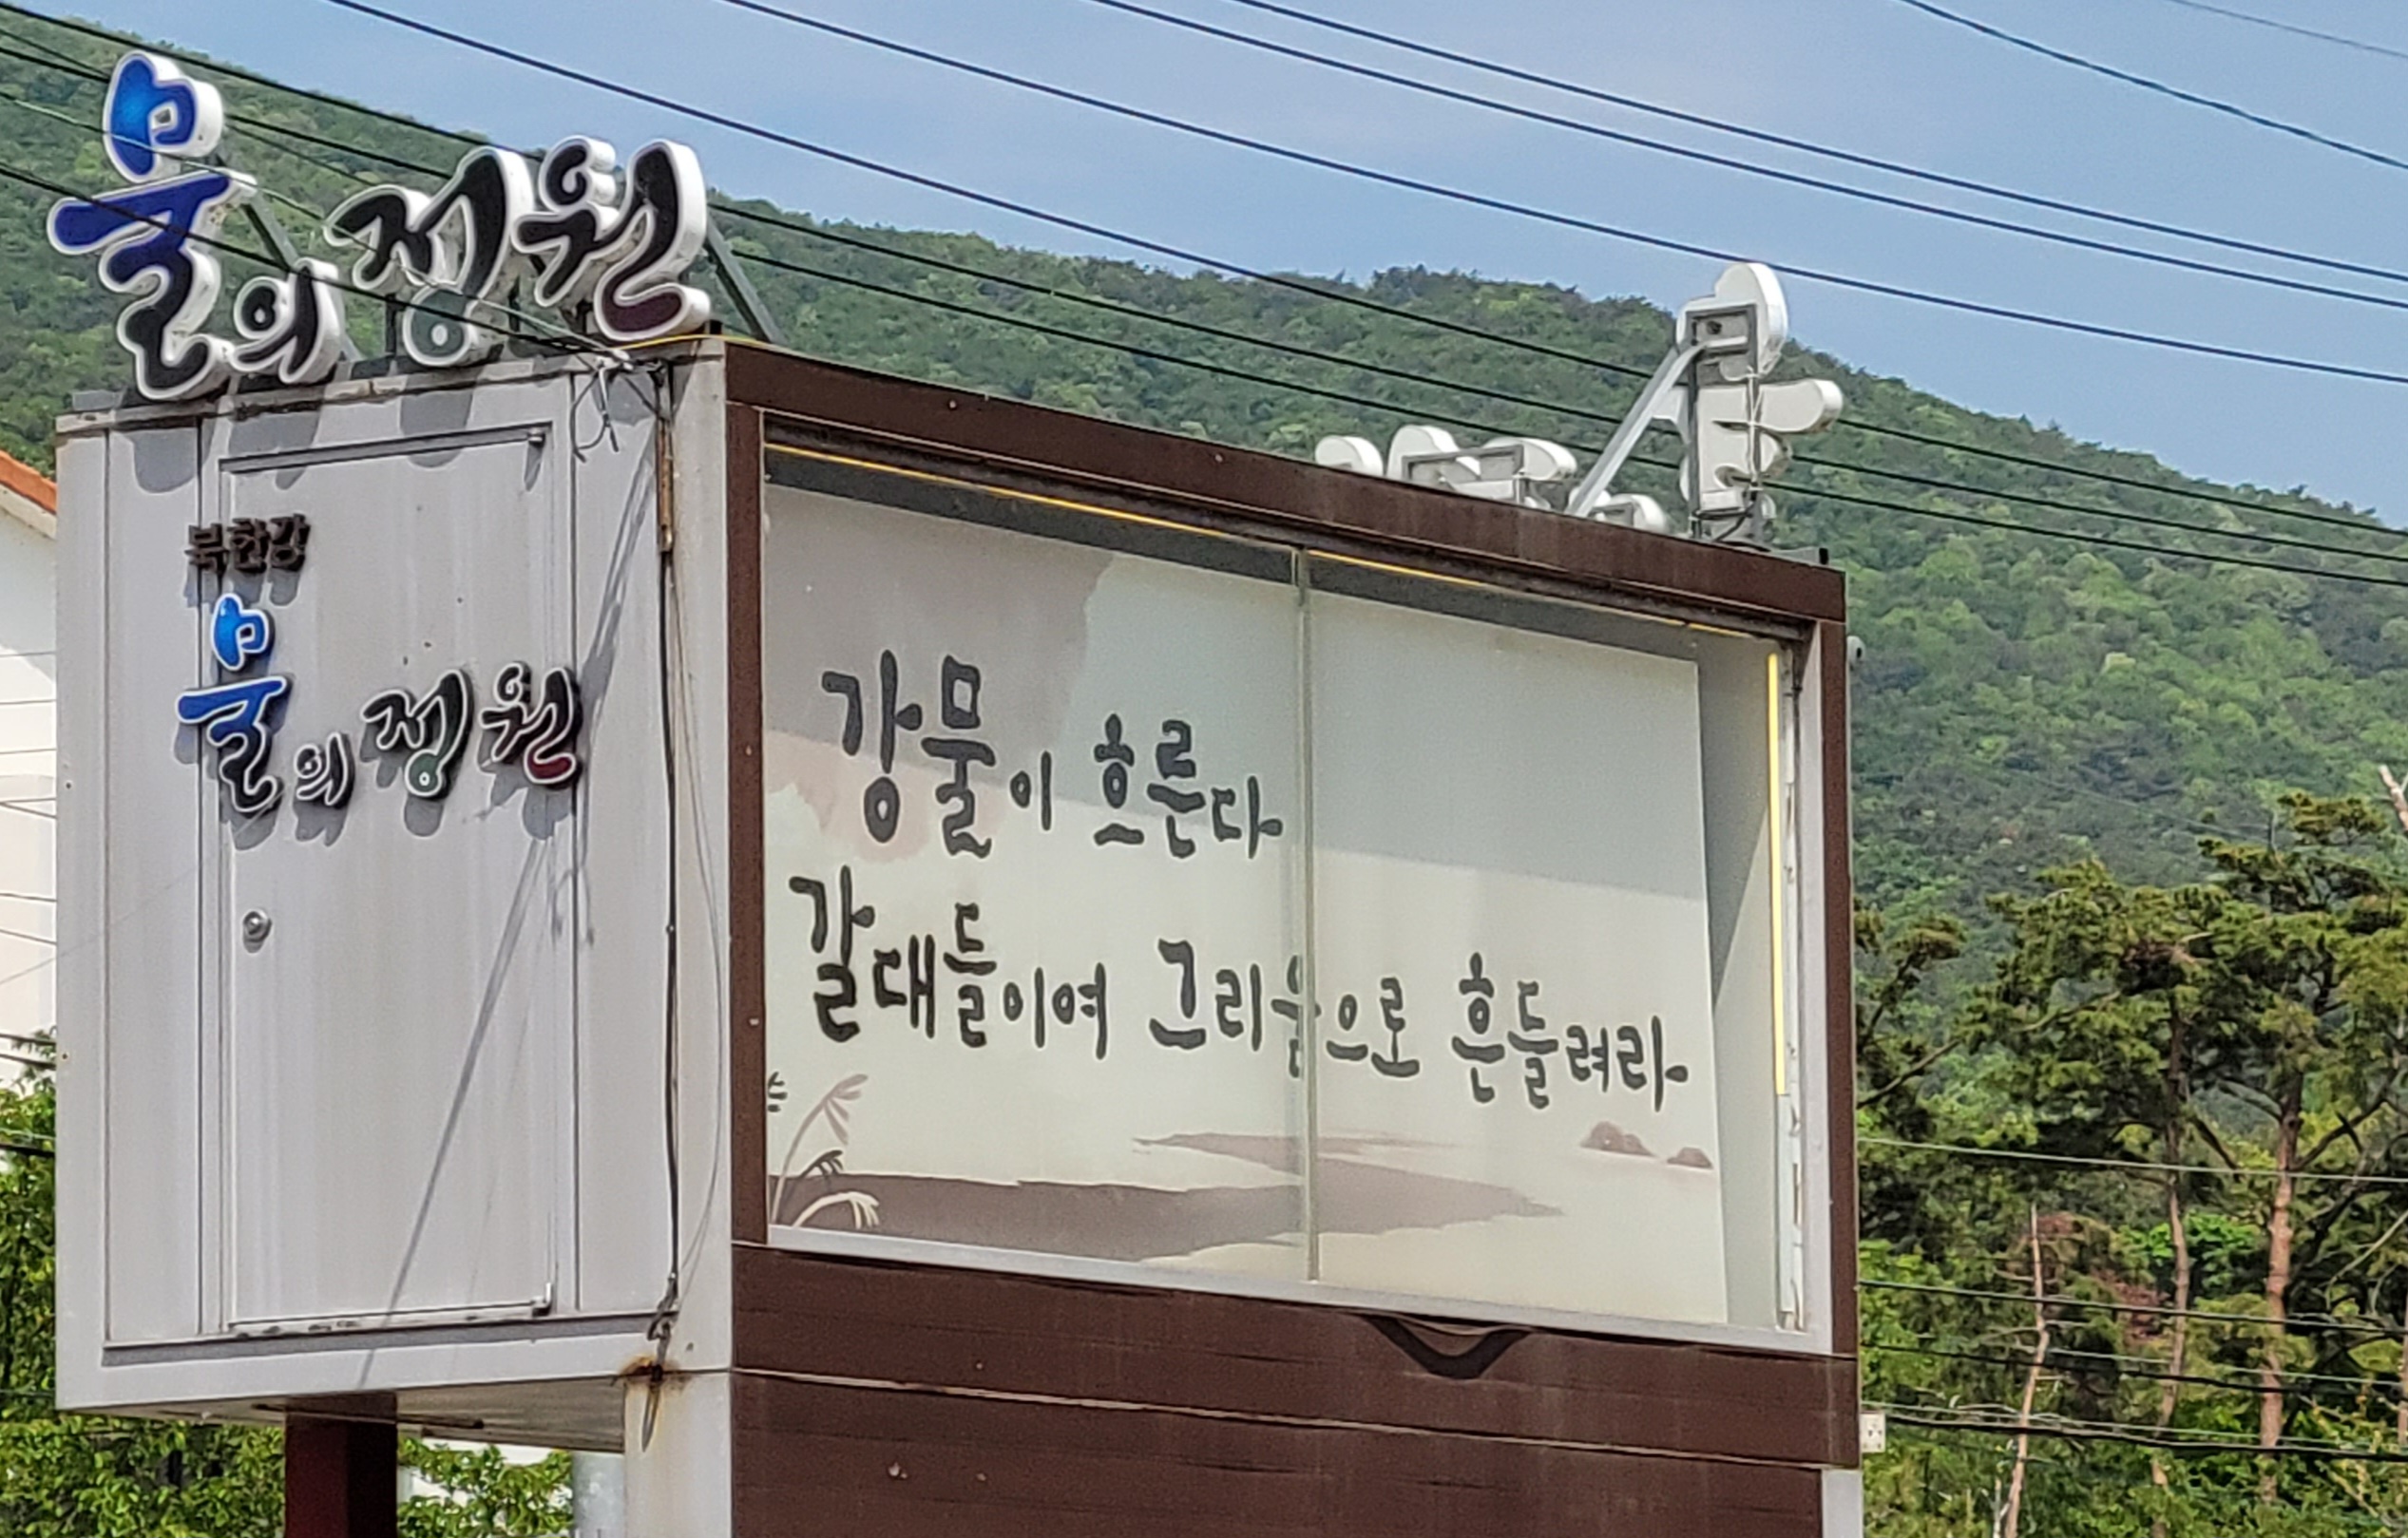 물의정원
북한강
물의정원
강물이 흐른다
갈대들이여 그리움으로 흔들려라